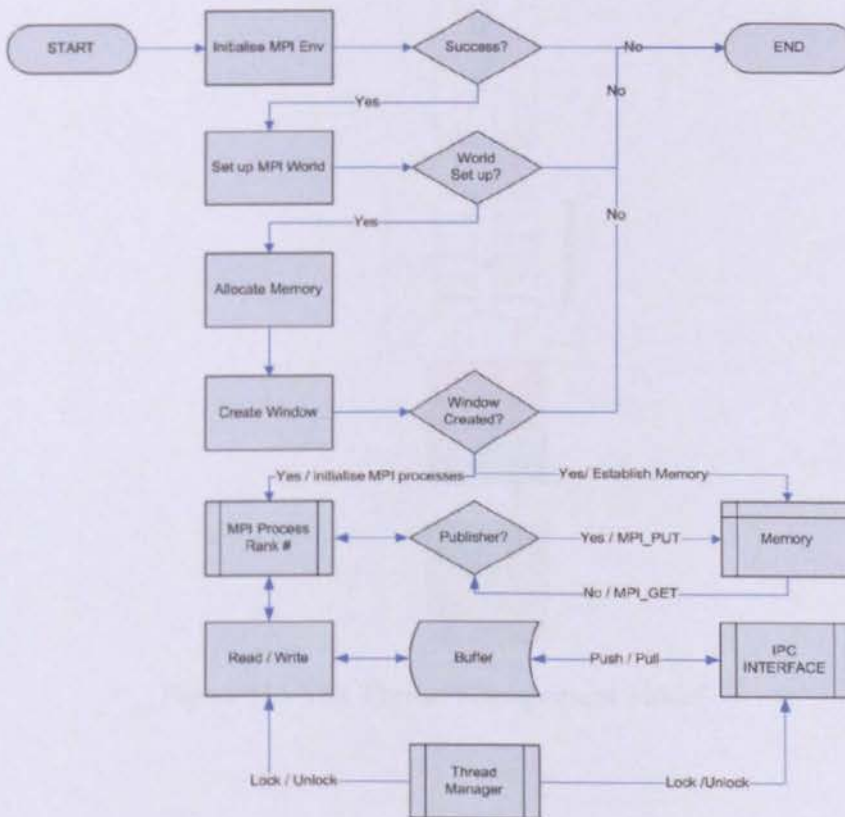 START
Initialise MPI Env
Success?
No
END
No
Yes
Set up MPI World
World
Set up?
No
Yes
Allocate Memory
Create Window
Window
Created?
Yes / initialise MPI processes
Yes/ Establish Memory
MPI Process
Rank #
Publisher?
Yes / MPI_PUT
Memory
No / MPI_GET
Read / Write
Buffer
Push / Pull
IPC
INTERFACE
Lock / Unlock
Thread
Manager
Lock /Unlock